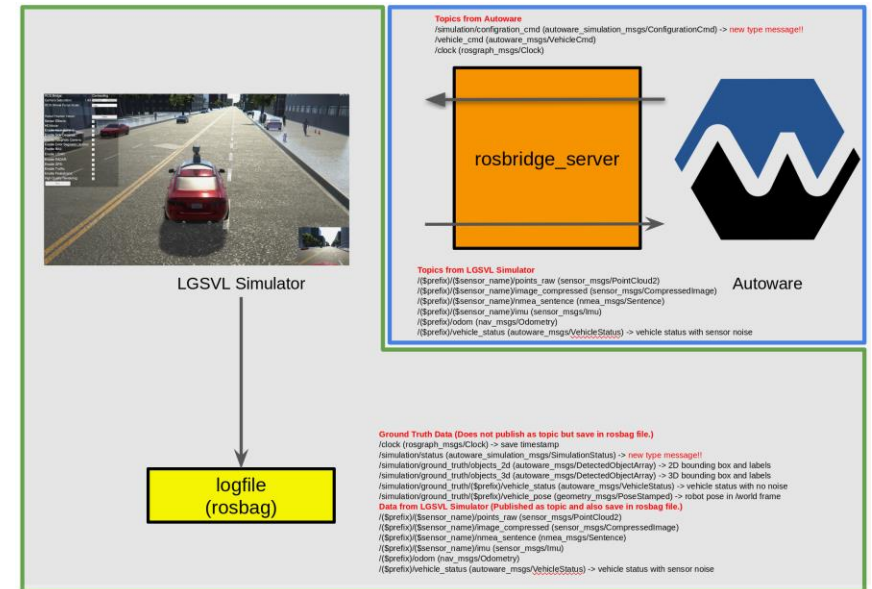 Topics from Autoware
/simulation/configration_cmd (autoware_simulation_msgs/ConfigurationCmd) -> new type message!!
/vehicle_cmd (autoware_msgs/VehicleCmd)
/clock (rosgraph_msgs/Clock)
rosbridge_server
Autoware
Topics from LGSVL Simulator
/($prefix)/($sensor_name)/points_raw (sensor_msgs/PointCloud2)
/($prefix)/($sensor_name)/image_compressed (sensor_msgs/CompressedImage)
/($prefix)/($sensor_name)/nmea_sentence (nmea_msgs/Sentence)
/($prefix)/($sensor_name)/imu (sensor_msgs/Imu)
/($prefix)/odom (nav_msgs/Odometry)
/($prefix)/vehicle_status (autoware_msgs/VehicleStatus) -> vehicle status with sensor noise
LGSVL Simulator
logfile
(rosbag)
Ground Truth Data (Does not publish as topic but save in rosbag file.)
/clock (rosgraph_msgs/Clock) -> save timestamp
/simulation/status (autoware_simulation_msgs/SimulationStatus) -> new type message!!
/simulation/ground_truth/objects_2d (autoware_msgs/DetectedObjectArray) -> 2D bounding box and labels
/simulation/ground_truth/objects_3d (autoware_msgs/DetectedObjectArray) -> 3D bounding box and labels
/simulation/ground_truth/($prefix)/vehicle_status (autoware_msgs/VehicleStatus) -> vehicle status with no noise
/simulation/ground_truth/($prefix)/vehicle_pose (geometry_msgs/PoseStamped) -> robot pose in /world frame
Data from LGSVL Simulator (Published as topic and also save in rosbag file.)
/($prefix)/($sensor_name)/points_raw (sensor_msgs/PointCloud2)
/($prefix)/($sensor_name)/image_compressed (sensor_msgs/CompressedImage)
/($prefix)/($sensor_name)/nmea_sentence (nmea_msgs/Sentence)
/($prefix)/($sensor_name)/imu (sensor_msgs/Imu)
/($prefix)/odom (nav_msgs/Odometry)
/($prefix)/vehicle_status (autoware_msgs/VehicleStatus) -> vehicle status with sensor noise